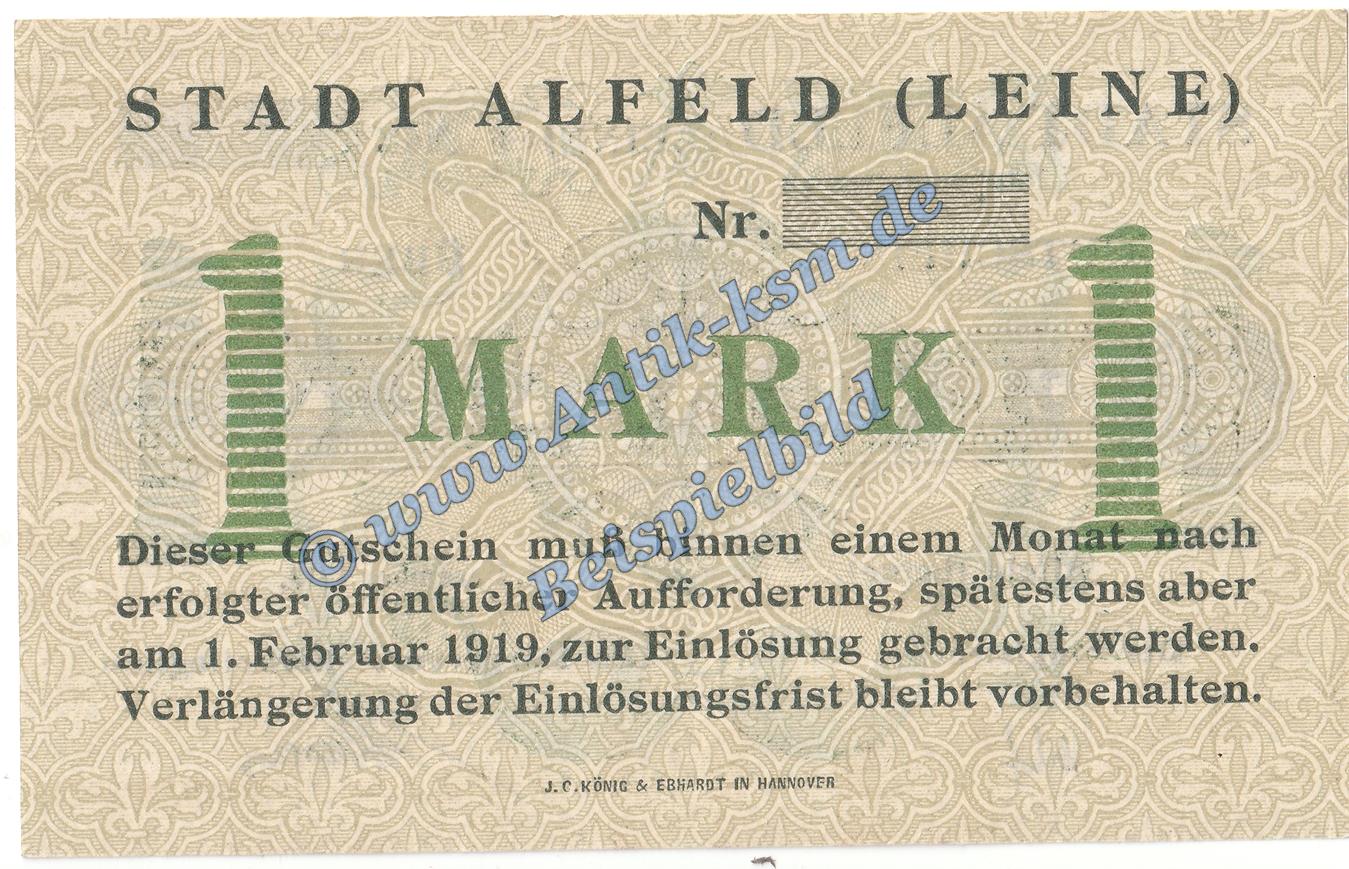 STADT ALFELD (LEINE)
Nr.
1 MARK 1
Dieser Gutschein muß binnen einem Monat nach
erfolgter öffentlicher Aufforderung, spätestens aber
am 1. Februar 1919, zur Einlösung gebracht werden.
Verlängerung der Einlösungsfrist bleibt vorbehalten.
J. C. KÖNIG & EBHARDT IN HANNOVER
© www.Antik-ksm.de
Beispielbild